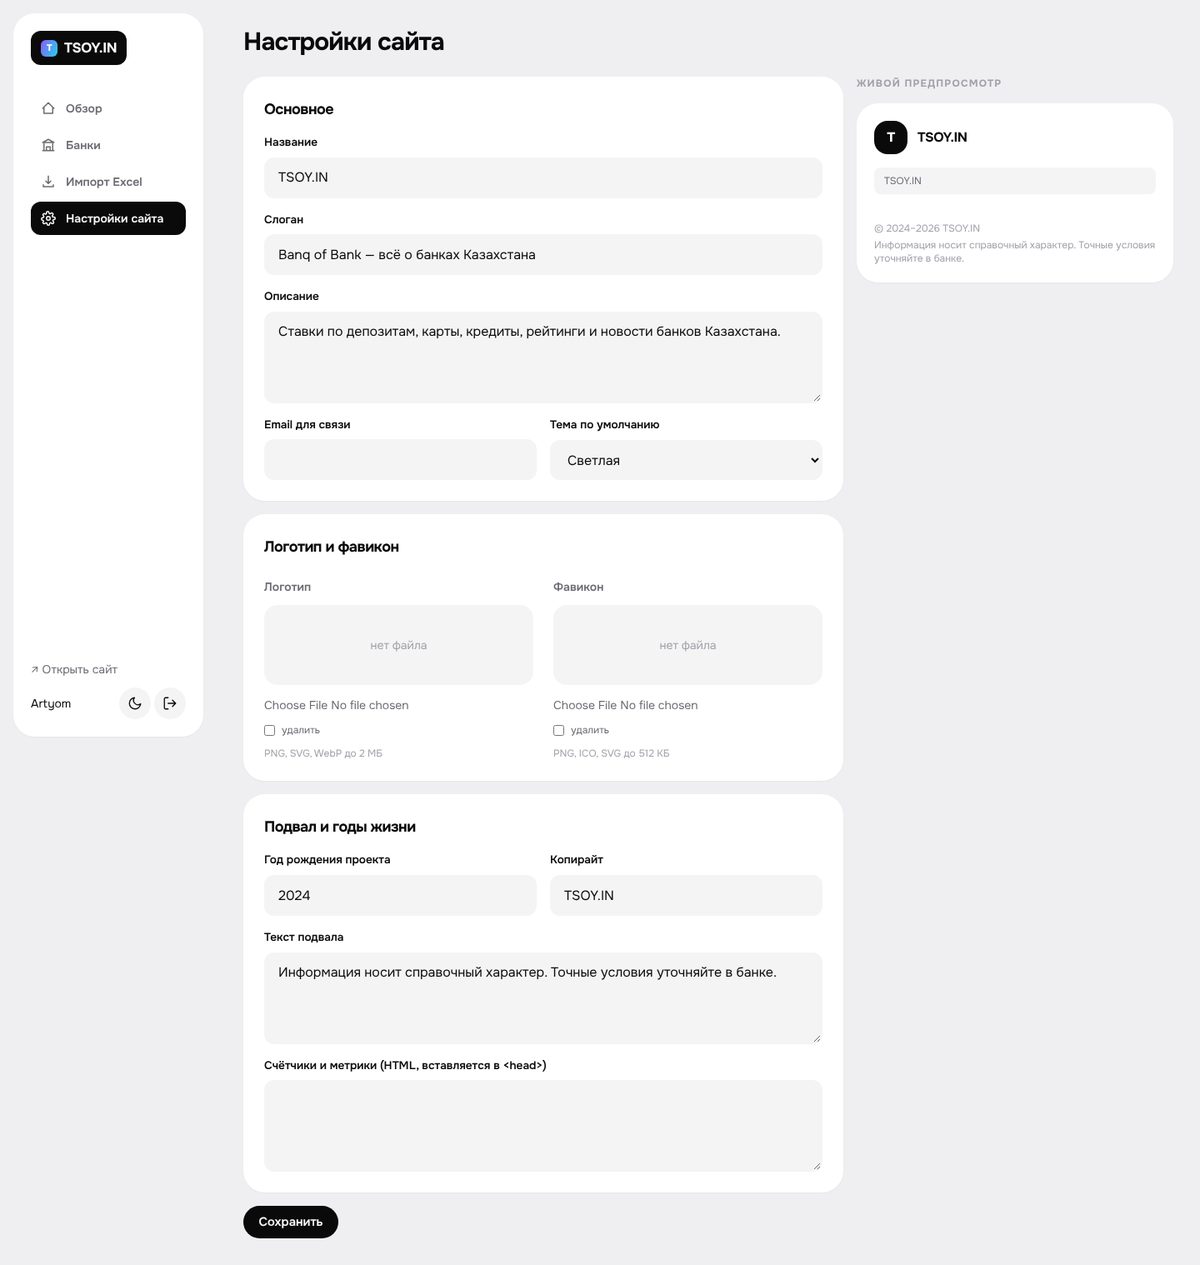 T TSOY.IN
Обзор
Банки
Импорт Excel
Настройки сайта
↗ Открыть сайт
Artyom
Настройки сайта
Основное
Название
TSOY.IN
Слоган
Banq of Bank — всё о банках Казахстана
Описание
Ставки по депозитам, карты, кредиты, рейтинги и новости банков Казахстана.
Email для связи
Тема по умолчанию
Светлая
Логотип и фавикон
Логотип
Фавикон
нет файла
нет файла
Choose File No file chosen
Choose File No file chosen
удалить
удалить
PNG, SVG, WebP до 2 МБ
PNG, ICO, SVG до 512 КБ
Подвал и годы жизни
Год рождения проекта
Копирайт
2024
TSOY.IN
Текст подвала
Информация носит справочный характер. Точные условия уточняйте в банке.
Счётчики и метрики (HTML, вставляется в <head>)
Сохранить
ЖИВОЙ ПРЕДПРОСМОТР
T TSOY.IN
TSOY.IN
© 2024–2026 TSOY.IN
Информация носит справочный характер. Точные условия
уточняйте в банке.